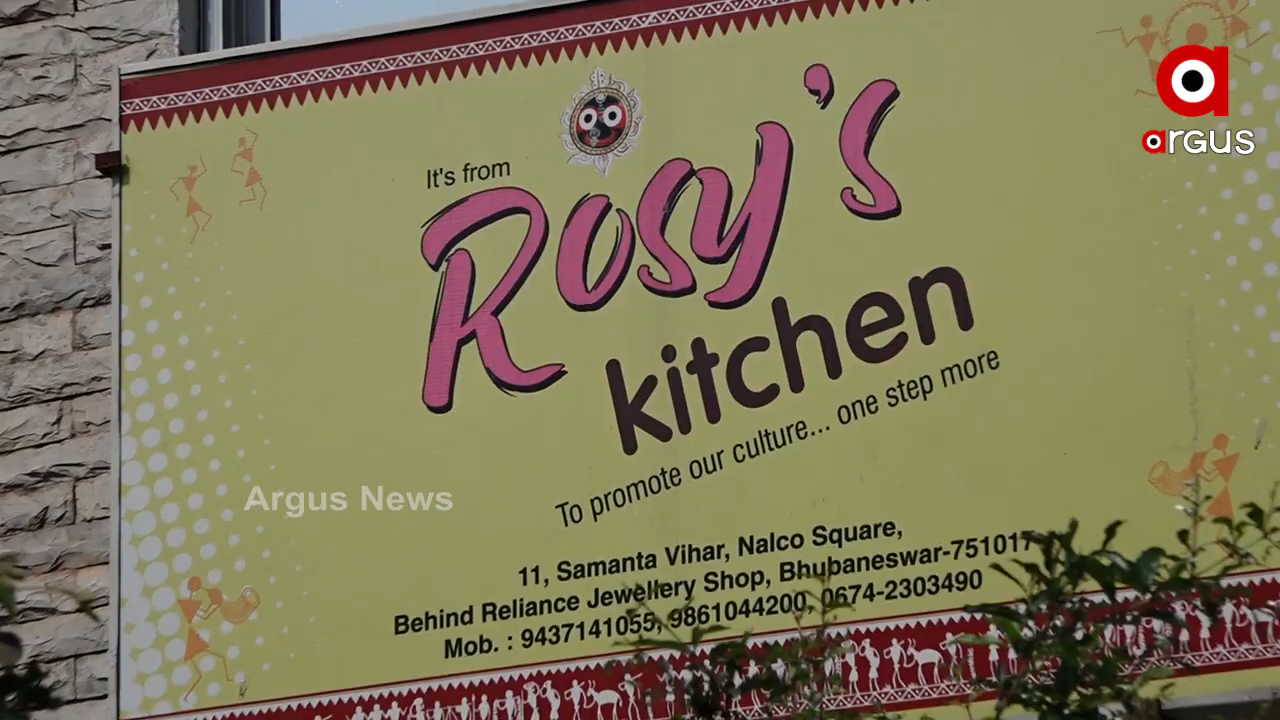 argus
It's from
Rosy's
kitchen
To promote our culture... one step more
Argus News
11, Samanta Vihar, Nalco Square,
Behind Reliance Jewellery Shop, Bhubaneswar-751017
Mob. : 9437141055, 9861044200, 0674-2303490